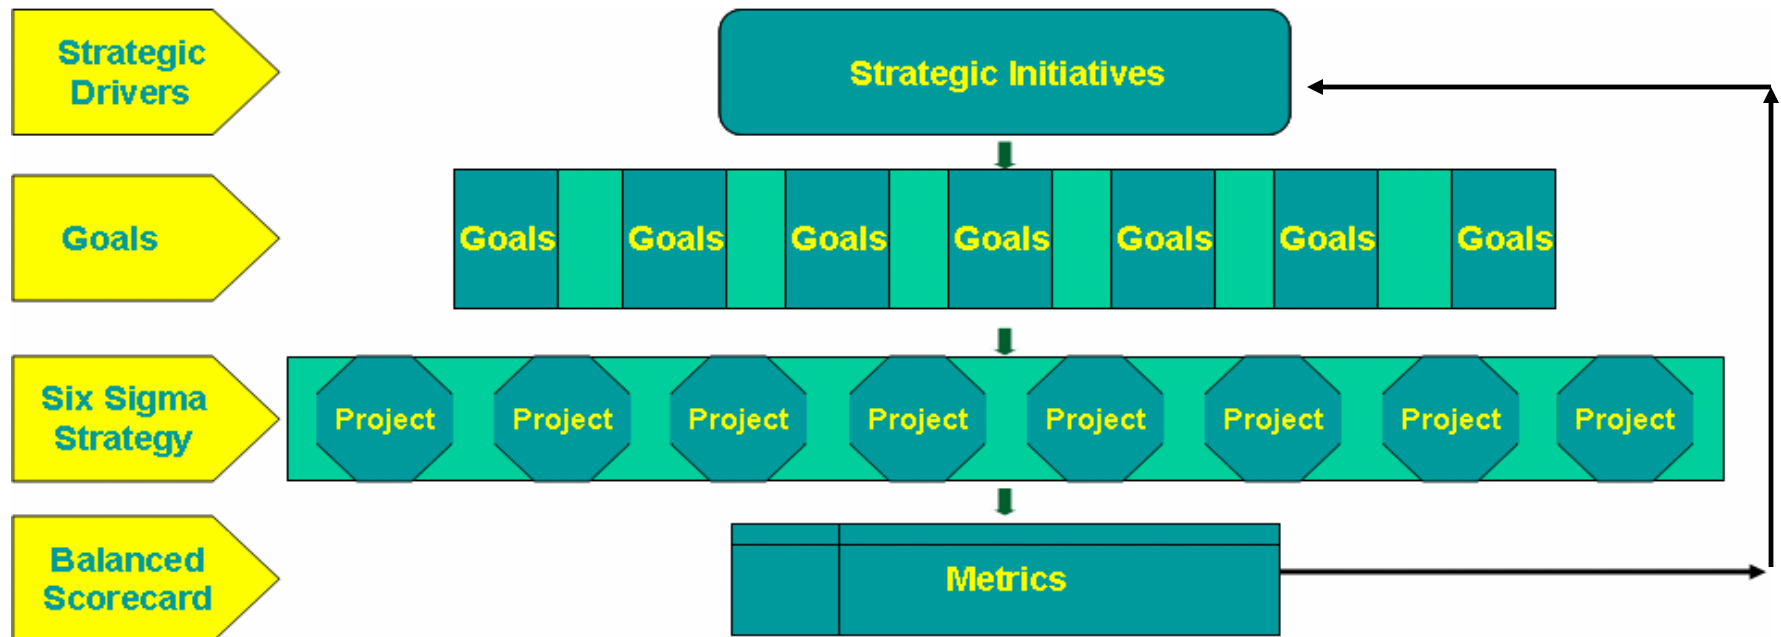 Strategic
Drivers
Strategic Initiatives
Goals
Goals Goals Goals Goals Goals Goals Goals
Six Sigma
Strategy
Project Project Project Project Project Project Project Project
Balanced
Scorecard
Metrics